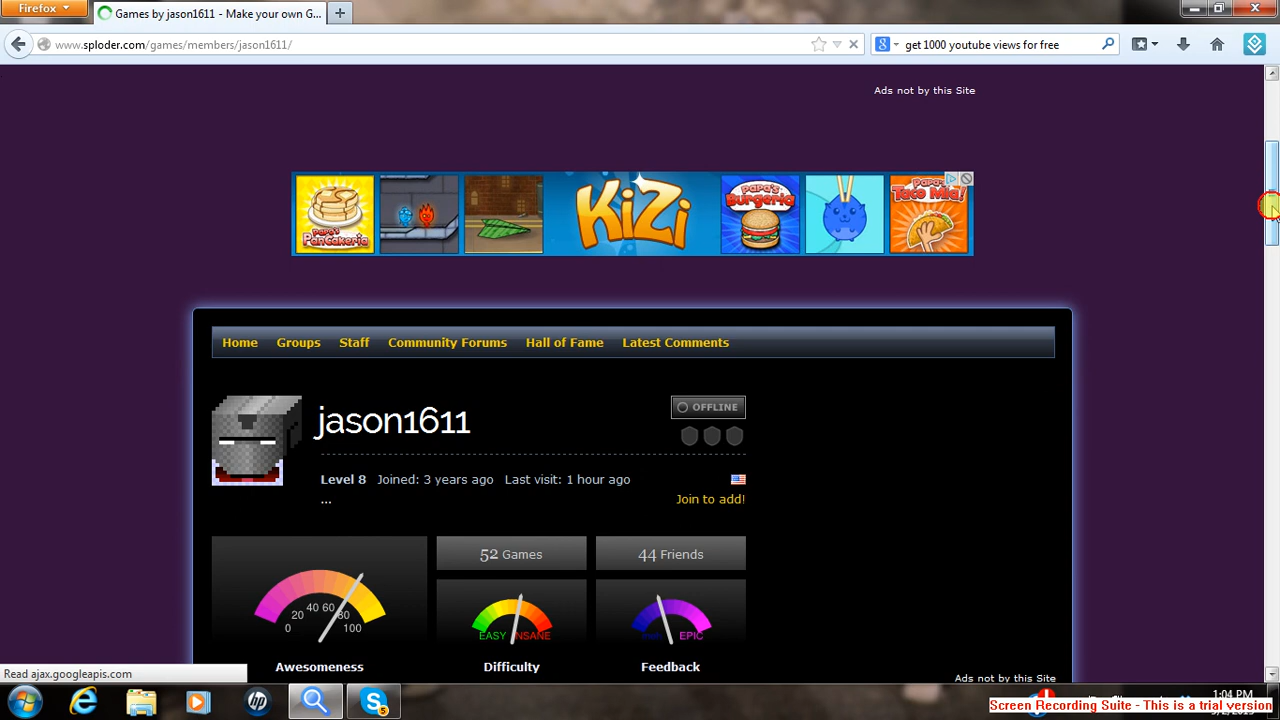 Firefox
Games by jason1611 - Make your own G...
www.sploder.com/games/members/jason1611/
get 1000 youtube views for free
Ads not by this Site
Papa's Pancakeria
KiZi
Papa's Burgeria
Papa's Taco Mia!
Home Groups Staff Community Forums Hall of Fame Latest Comments
jason1611
OFFLINE
Level 8 Joined: 3 years ago Last visit: 1 hour ago
...
Join to add!
52 Games
44 Friends
0 20 40 60 80 100
EASY INSANE
EPIC
Awesomeness
Difficulty
Feedback
Ads not by this Site
Read ajax.googleapis.com
hp
5
1:04 PM
Screen Recording Suite - This is a trial version